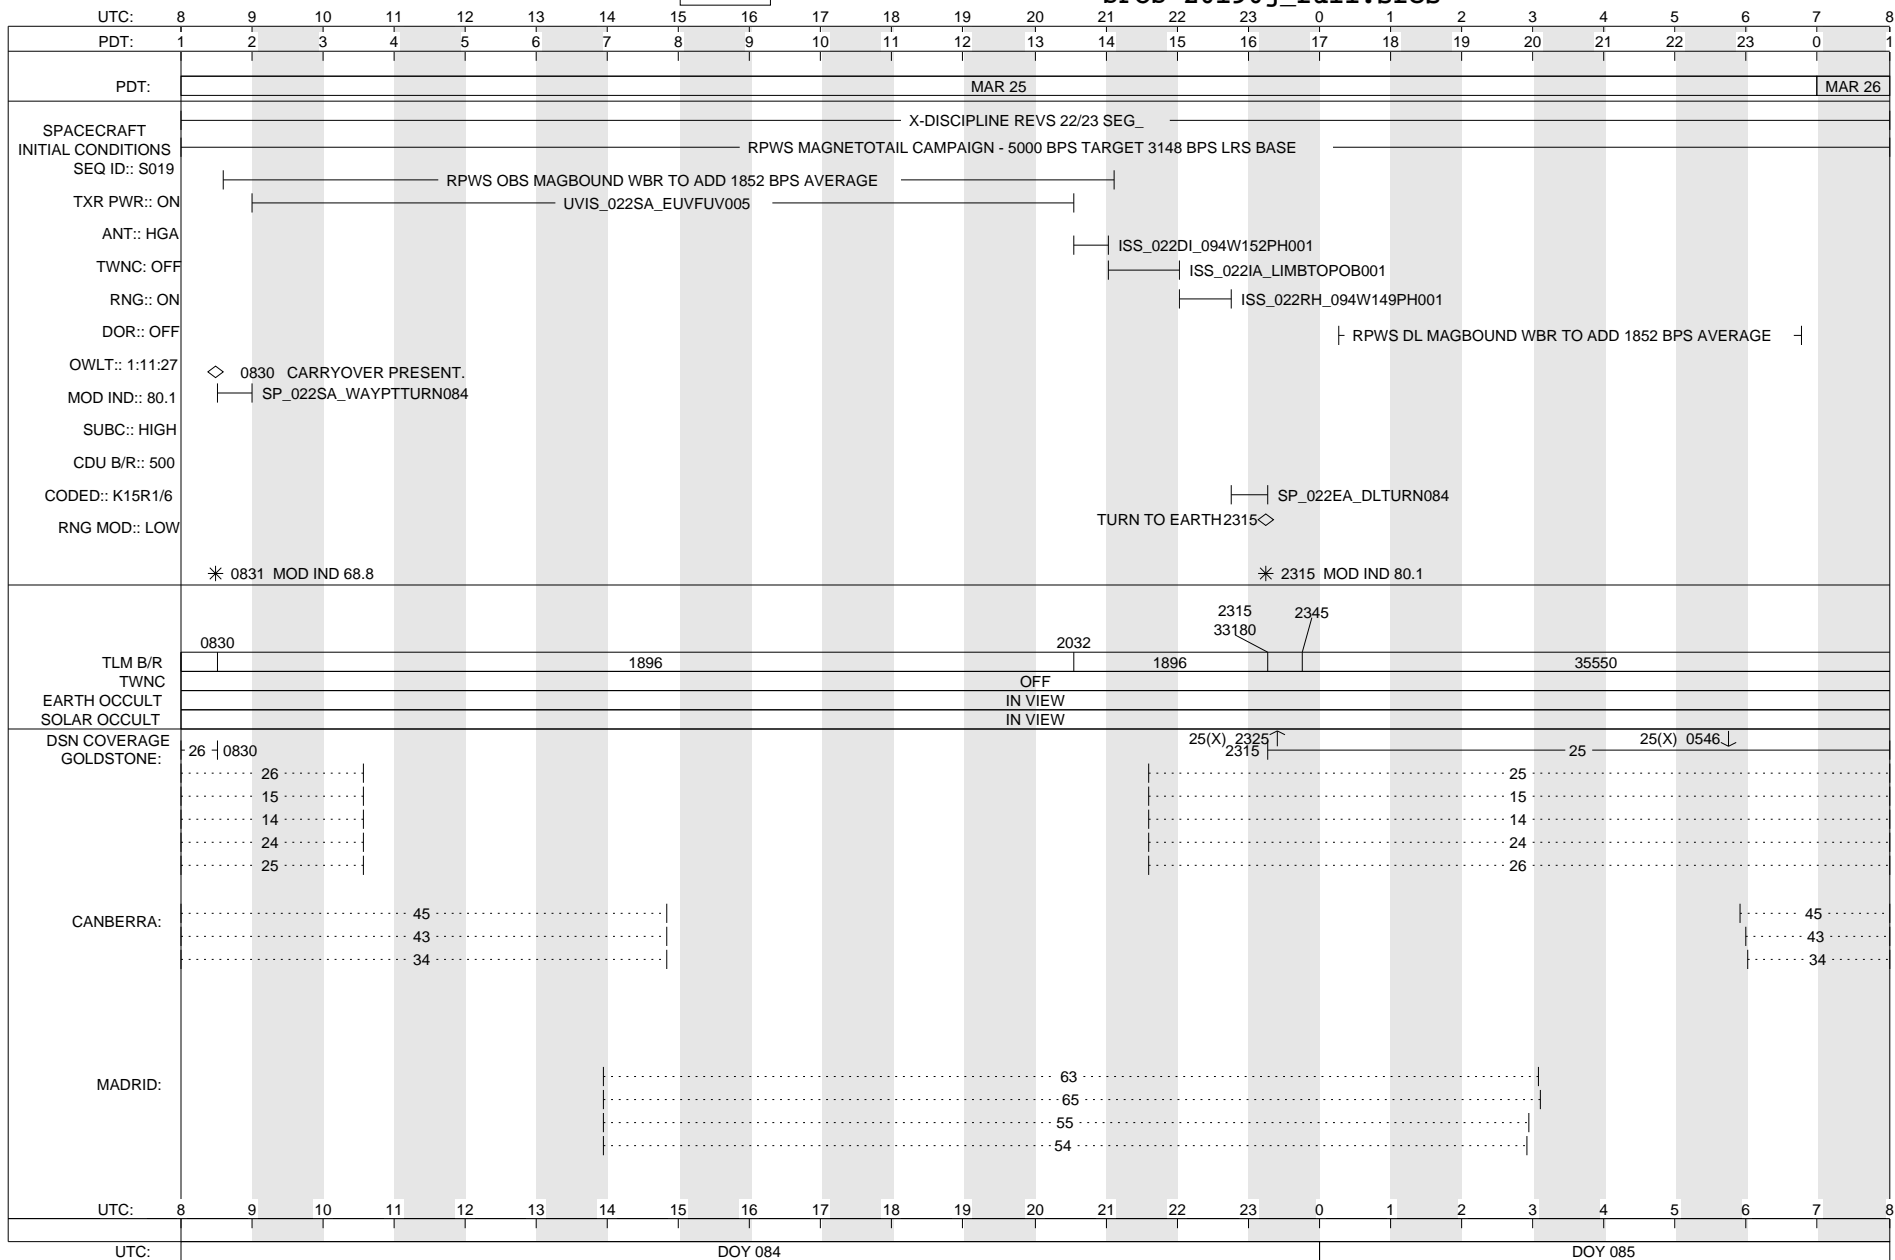 UTC: 8 9 10 11 12 13 14 15 16 17 18 19 20 21 22 23 0 1 2 3 4 5 6 7 8
PDT: 1 2 3 4 5 6 7 8 9 10 11 12 13 14 15 16 17 18 19 20 21 22 23 0 1
PDT: MAR 25 MAR 26
X-DISCIPLINE REVS 22/23 SEG_
SPACECRAFT
INITIAL CONDITIONS
RPWS MAGNETOTAIL CAMPAIGN - 5000 BPS TARGET 3148 BPS LRS BASE
SEQ ID:: S019
RPWS OBS MAGBOUND WBR TO ADD 1852 BPS AVERAGE
TXR PWR:: ON
UVIS_022SA_EUVFUV005
ANT:: HGA
ISS_022DI_094W152PH001
TWNC: OFF
ISS_022IA_LIMBTOPOB001
RNG:: ON
ISS_022RH_094W149PH001
DOR:: OFF
RPWS DL MAGBOUND WBR TO ADD 1852 BPS AVERAGE
OWLT:: 1:11:27
0830 CARRYOVER PRESENT.
MOD IND:: 80.1
SP_022SA_WAYPTTURN084
SUBC:: HIGH
CDU B/R:: 500
CODED:: K15R1/6
SP_022EA_DLTURN084
RNG MOD:: LOW
TURN TO EARTH 2315
0831 MOD IND 68.8
2315 MOD IND 80.1
2315 2345
33180
0830 2032
TLM B/R 1896 1896 35550
TWNC OFF
EARTH OCCULT IN VIEW
SOLAR OCCULT IN VIEW
DSN COVERAGE 25(X) 2325 25(X) 0546
GOLDSTONE: 26 0830 2315 25
26 25
15 15
14 14
24 24
25 26
CANBERRA: 45 45
43 43
34 34
MADRID: 63
65
55
54
UTC: 8 9 10 11 12 13 14 15 16 17 18 19 20 21 22 23 0 1 2 3 4 5 6 7 8
UTC: DOY 084 DOY 085